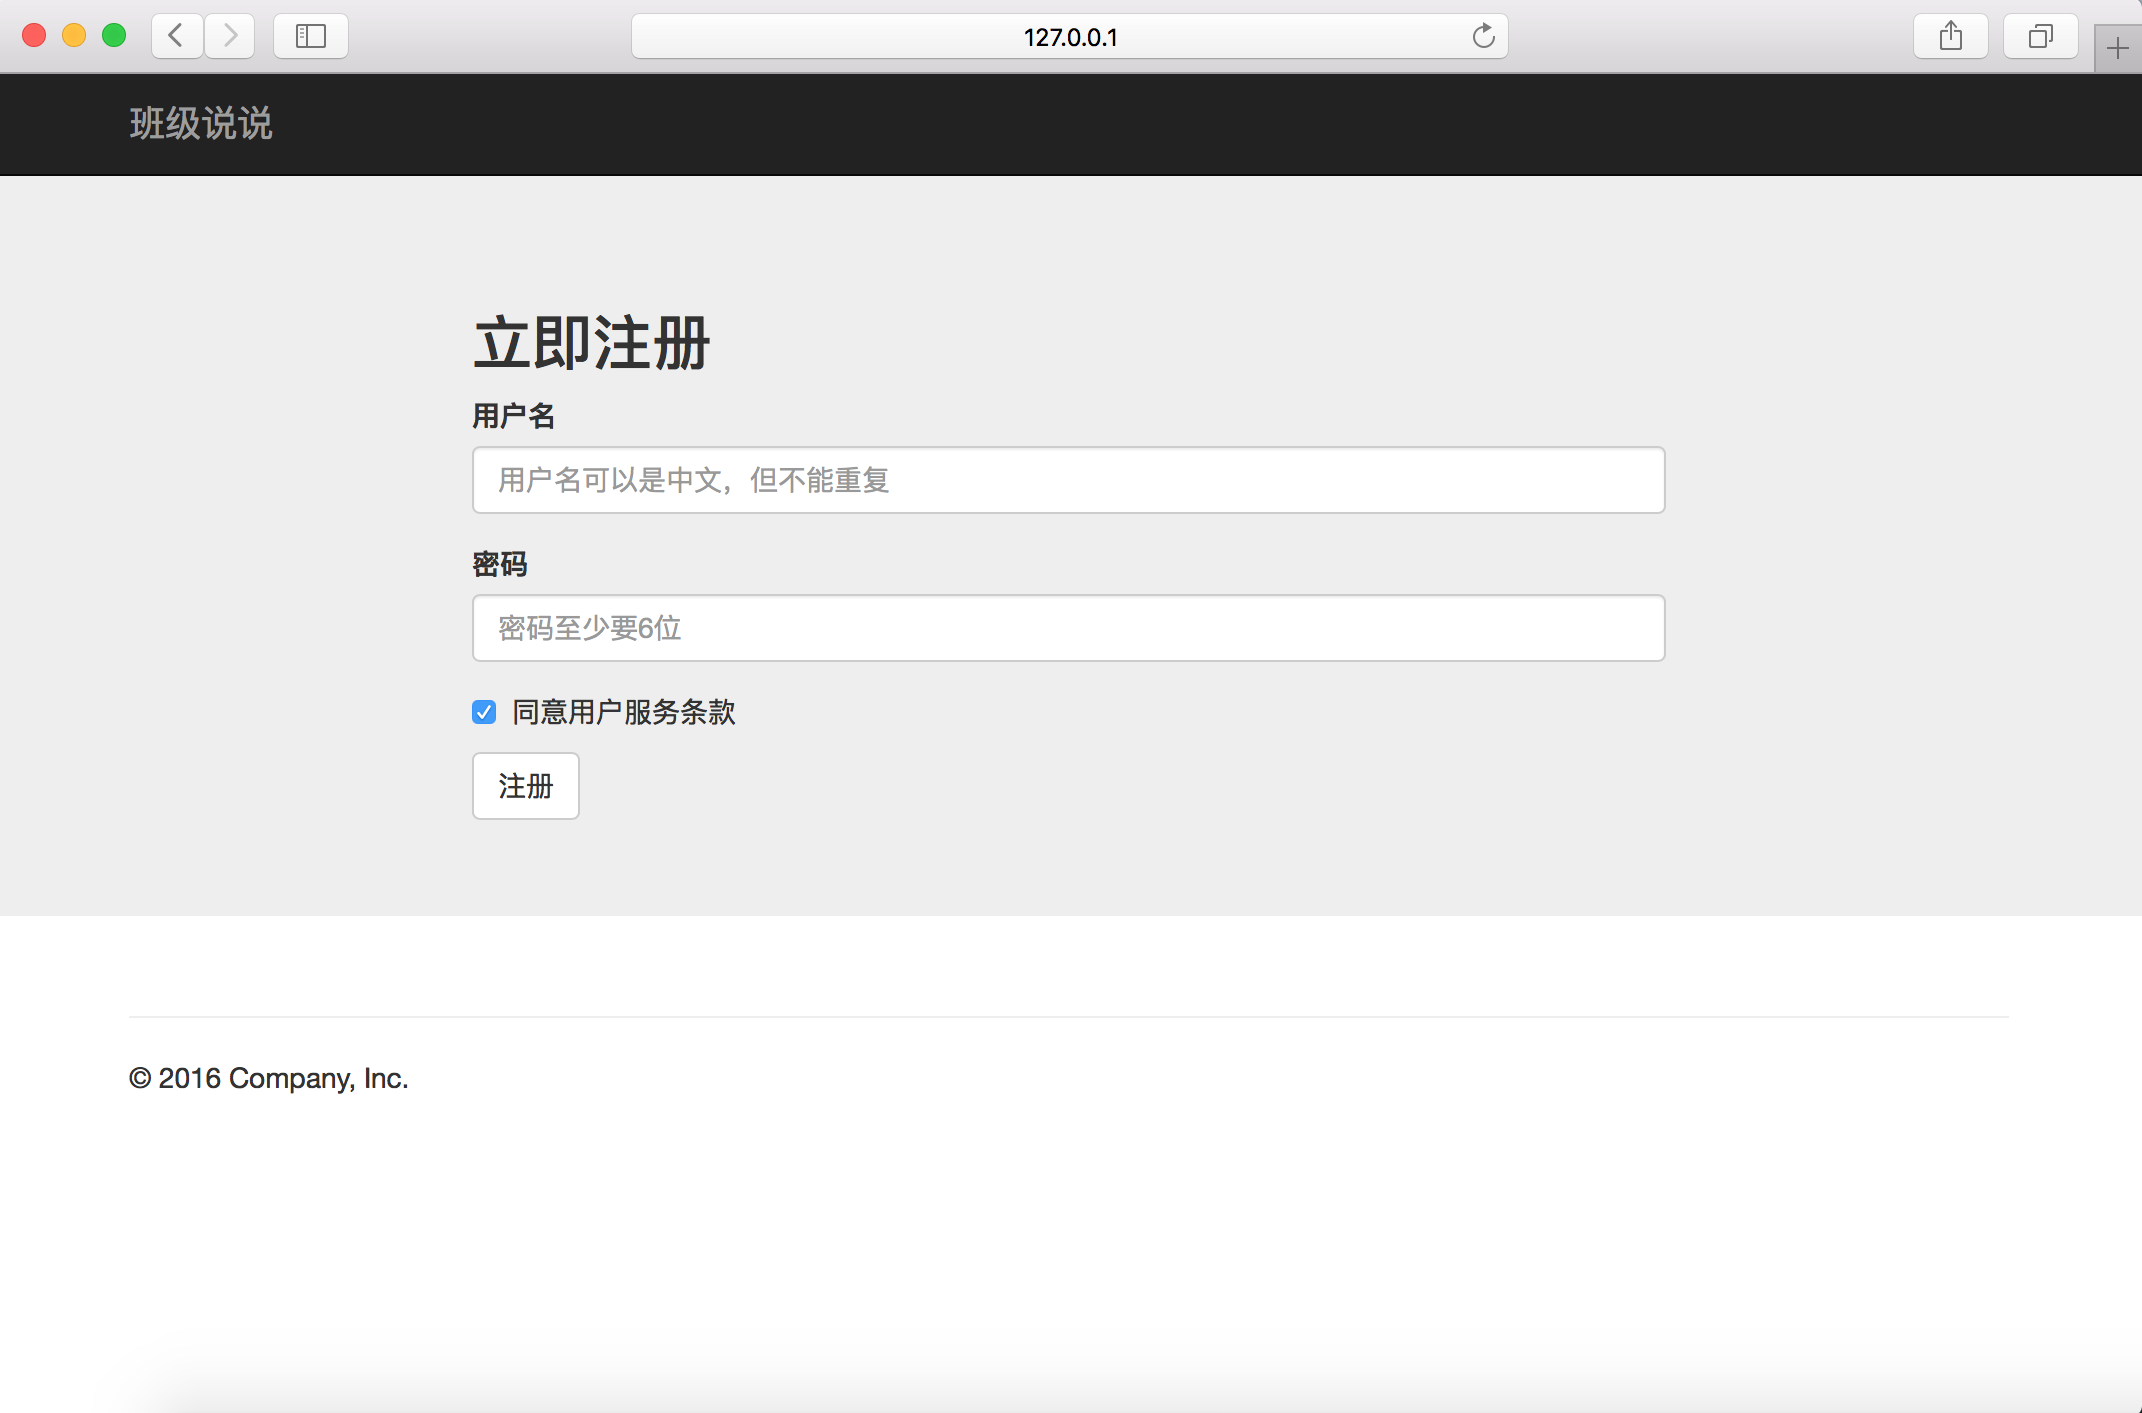 127.0.0.1
班级说说
立即注册
用户名
用户名可以是中文，但不能重复
密码
密码至少要6位
同意用户服务条款
注册
© 2016 Company, Inc.